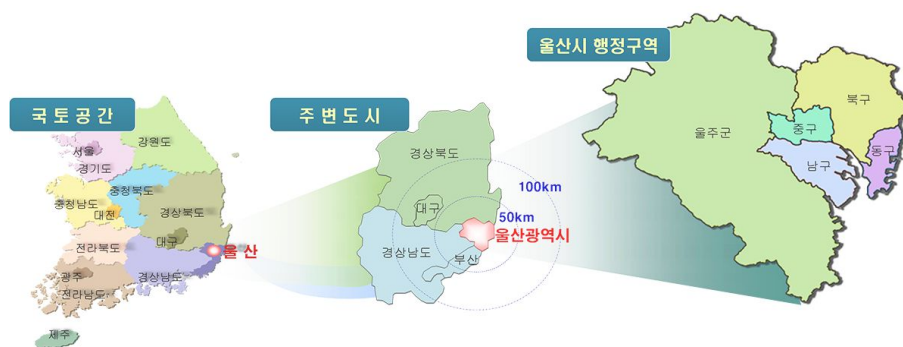 국토공간
서울
경기도
강원도
충청북도
충청남도
대전
경상북도
대구
전라북도
울 산
광주
경상남도
전라남도
제주
주변도시
경상북도
100km
대구
50km
울산광역시
경상남도
부산
울산시 행정구역
북구
울주군
중구
동구
남구